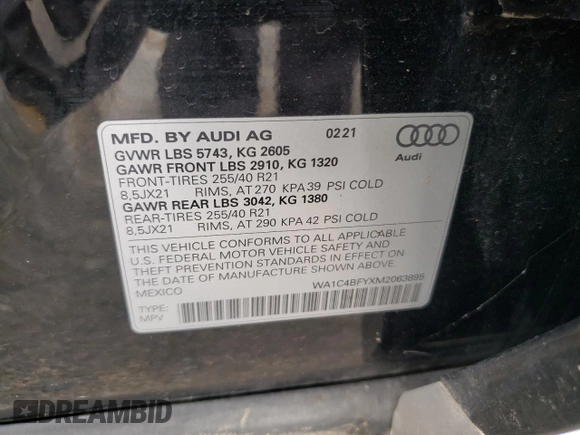 MFD. BY AUDI AG 0221
GVWR LBS 5743, KG 2605
GAWR FRONT LBS 2910, KG 1320
FRONT-TIRES 255/40 R21
8,5JX21 RIMS, AT 270 KPA 39 PSI COLD
GAWR REAR LBS 3042, KG 1380
REAR-TIRES 255/40 R21
8,5JX21 RIMS, AT 290 KPA 42 PSI COLD
Audi
THIS VEHICLE CONFORMS TO ALL APPLICABLE
U.S. FEDERAL MOTOR VEHICLE SAFETY AND
THEFT PREVENTION STANDARDS IN EFFECT ON
THE DATE OF MANUFACTURE SHOWN ABOVE
MEXICO WA1C4BFYXM2063895
TYPE:
MPV
DREAMBID